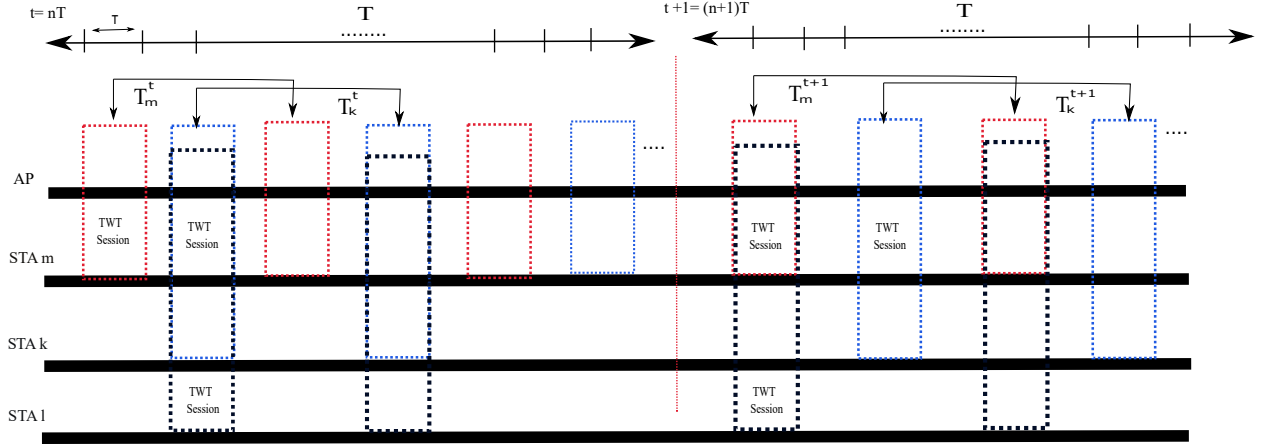 t= nT
T
T
t +1= (n+1)T
T
........
........
T_m^t
T_k^t
T_m^{t+1}
T_k^{t+1}
....
....
AP
TWT
Session
TWT
Session
TWT
Session
TWT
Session
STA m
STA k
TWT
Session
TWT
Session
STA l